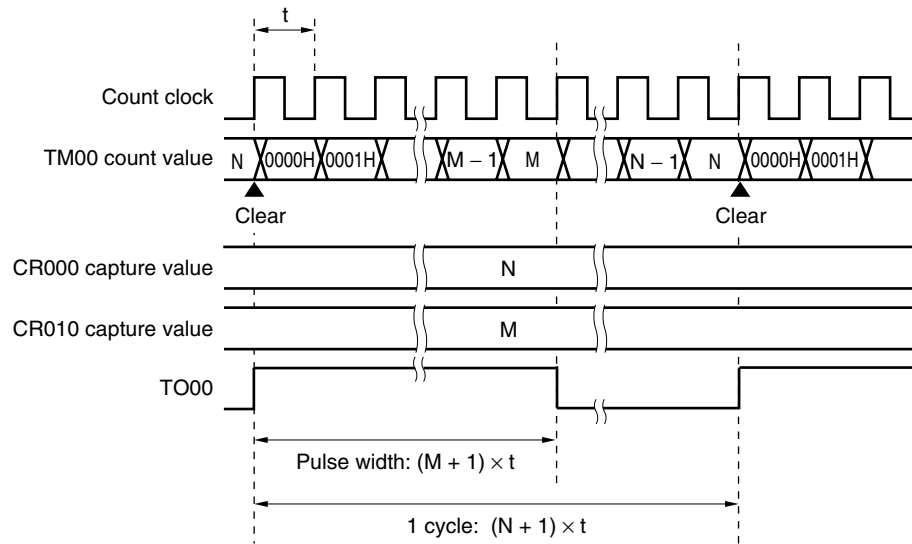 t
Count clock
TM00 count value N 0000H 0001H M − 1 M N − 1 N 0000H 0001H
Clear Clear
CR000 capture value N
CR010 capture value M
TO00
Pulse width: (M + 1) × t
1 cycle: (N + 1) × t